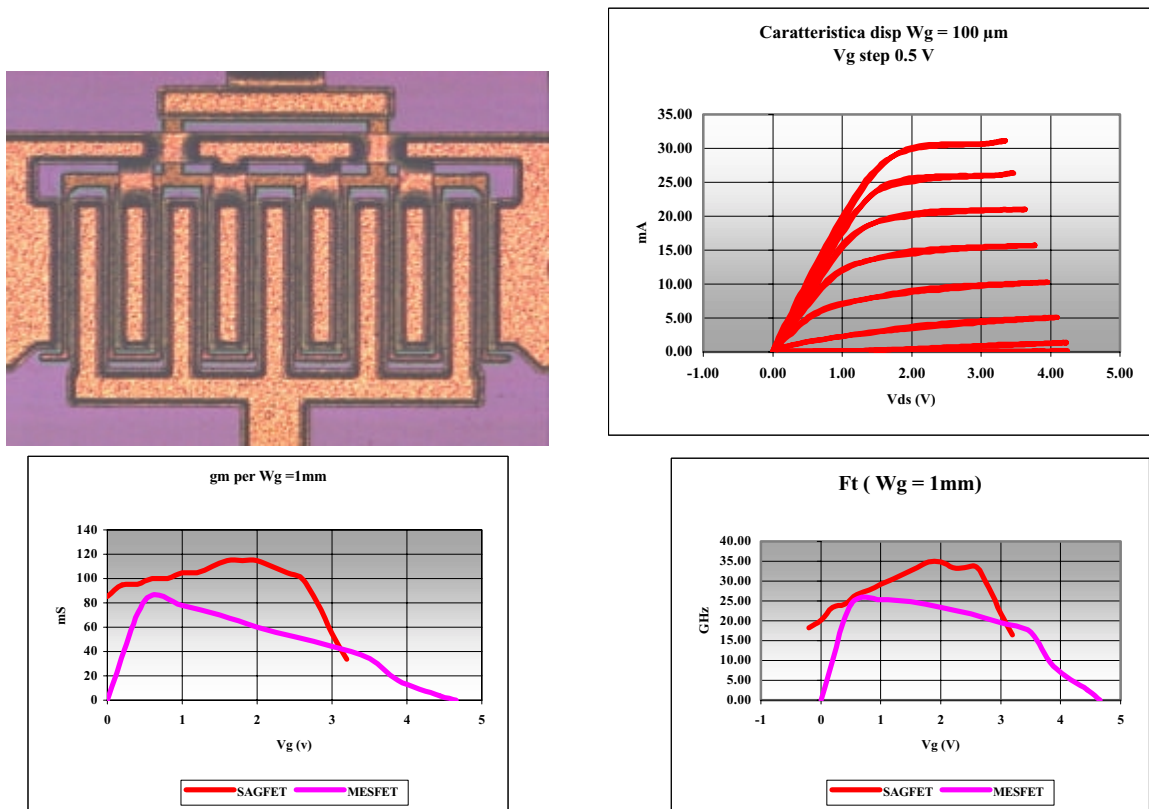 Caratteristica disp Wg = 100 µm
Vg step 0.5 V
35.00
30.00
25.00
20.00
15.00
10.00
5.00
0.00
mA
-1.00 0.00 1.00 2.00 3.00 4.00 5.00
Vds (V)
gm per Wg =1mm
140
120
100
80
60
40
20
0
mS
0 1 2 3 4 5
Vg (v)
SAGFET MESFET
Ft ( Wg = 1mm)
40.00
35.00
30.00
25.00
20.00
15.00
10.00
5.00
0.00
GHz
-1 0 1 2 3 4 5
Vg (V)
SAGFET MESFET